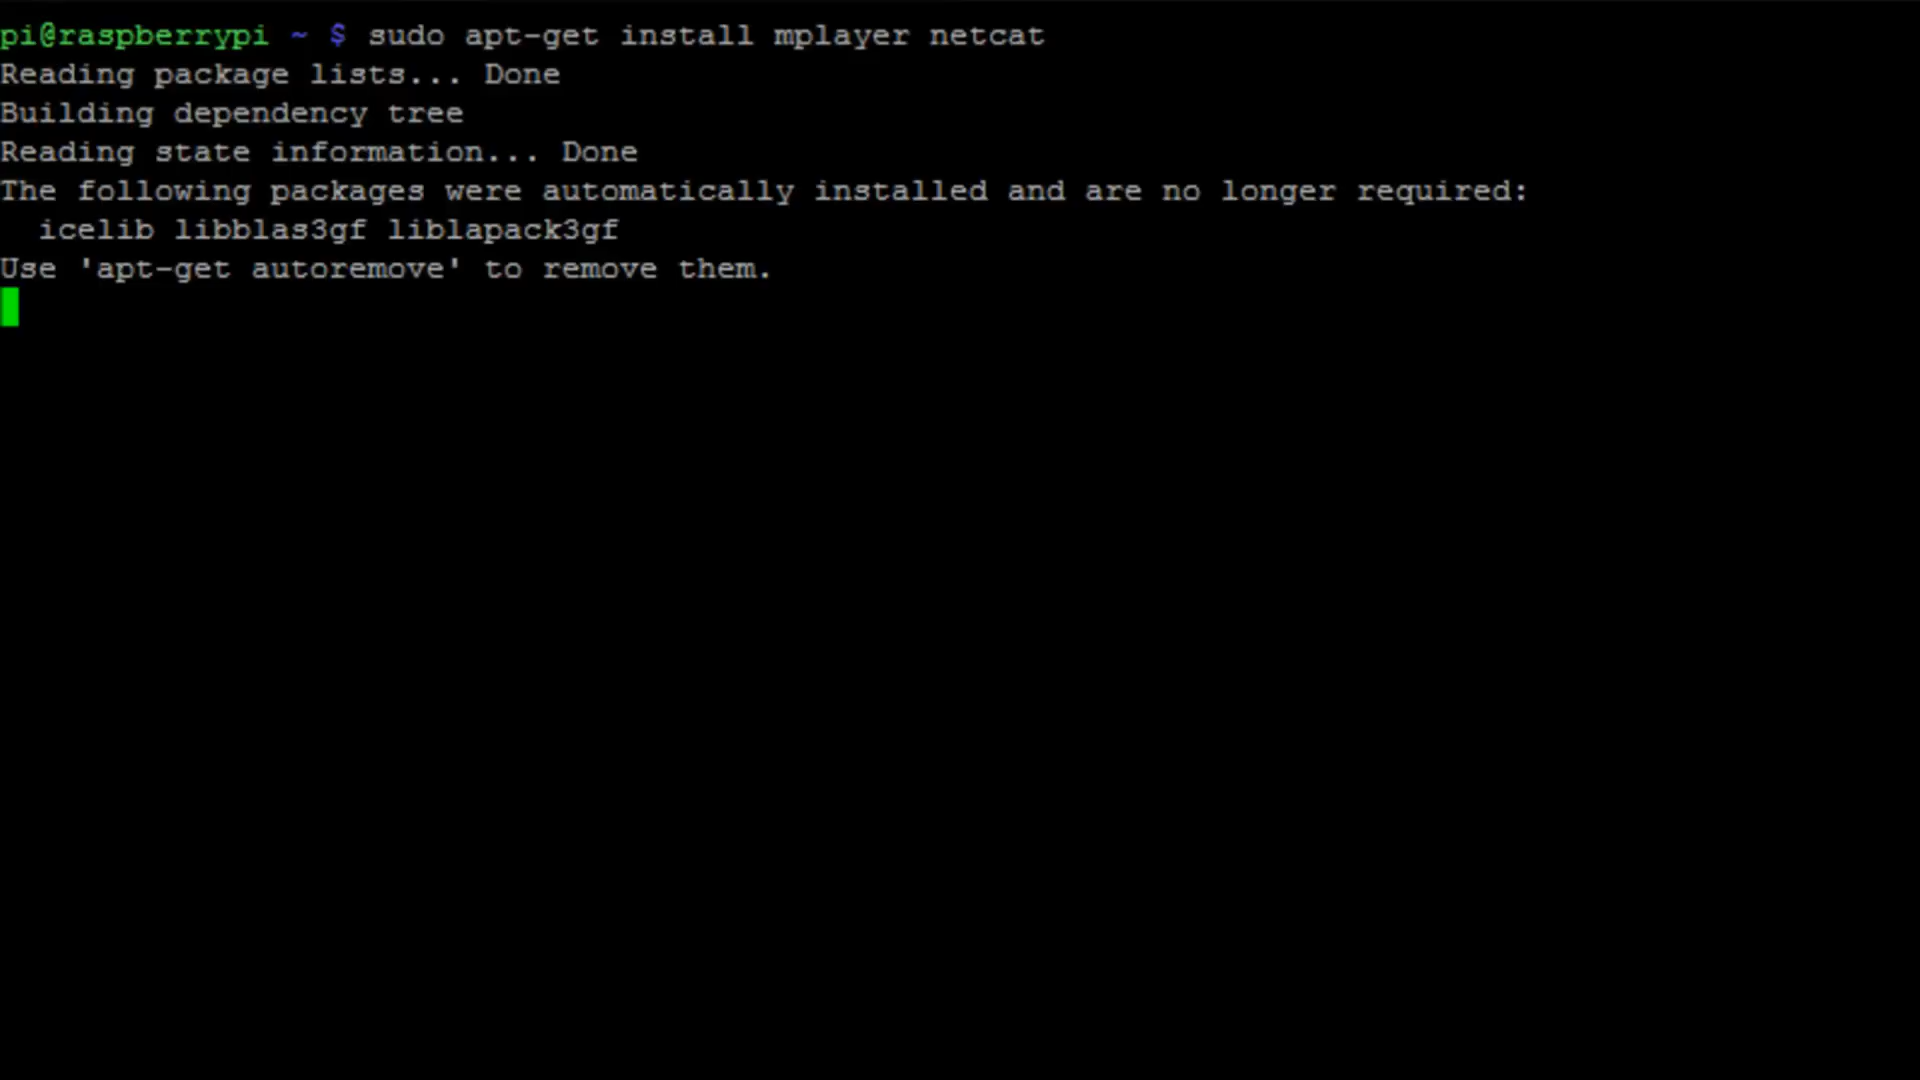 pi@raspberrypi ~ $ sudo apt-get install mplayer netcat
Reading package lists... Done
Building dependency tree
Reading state information... Done
The following packages were automatically installed and are no longer required:
  icelib libblas3gf liblapack3gf
Use 'apt-get autoremove' to remove them.